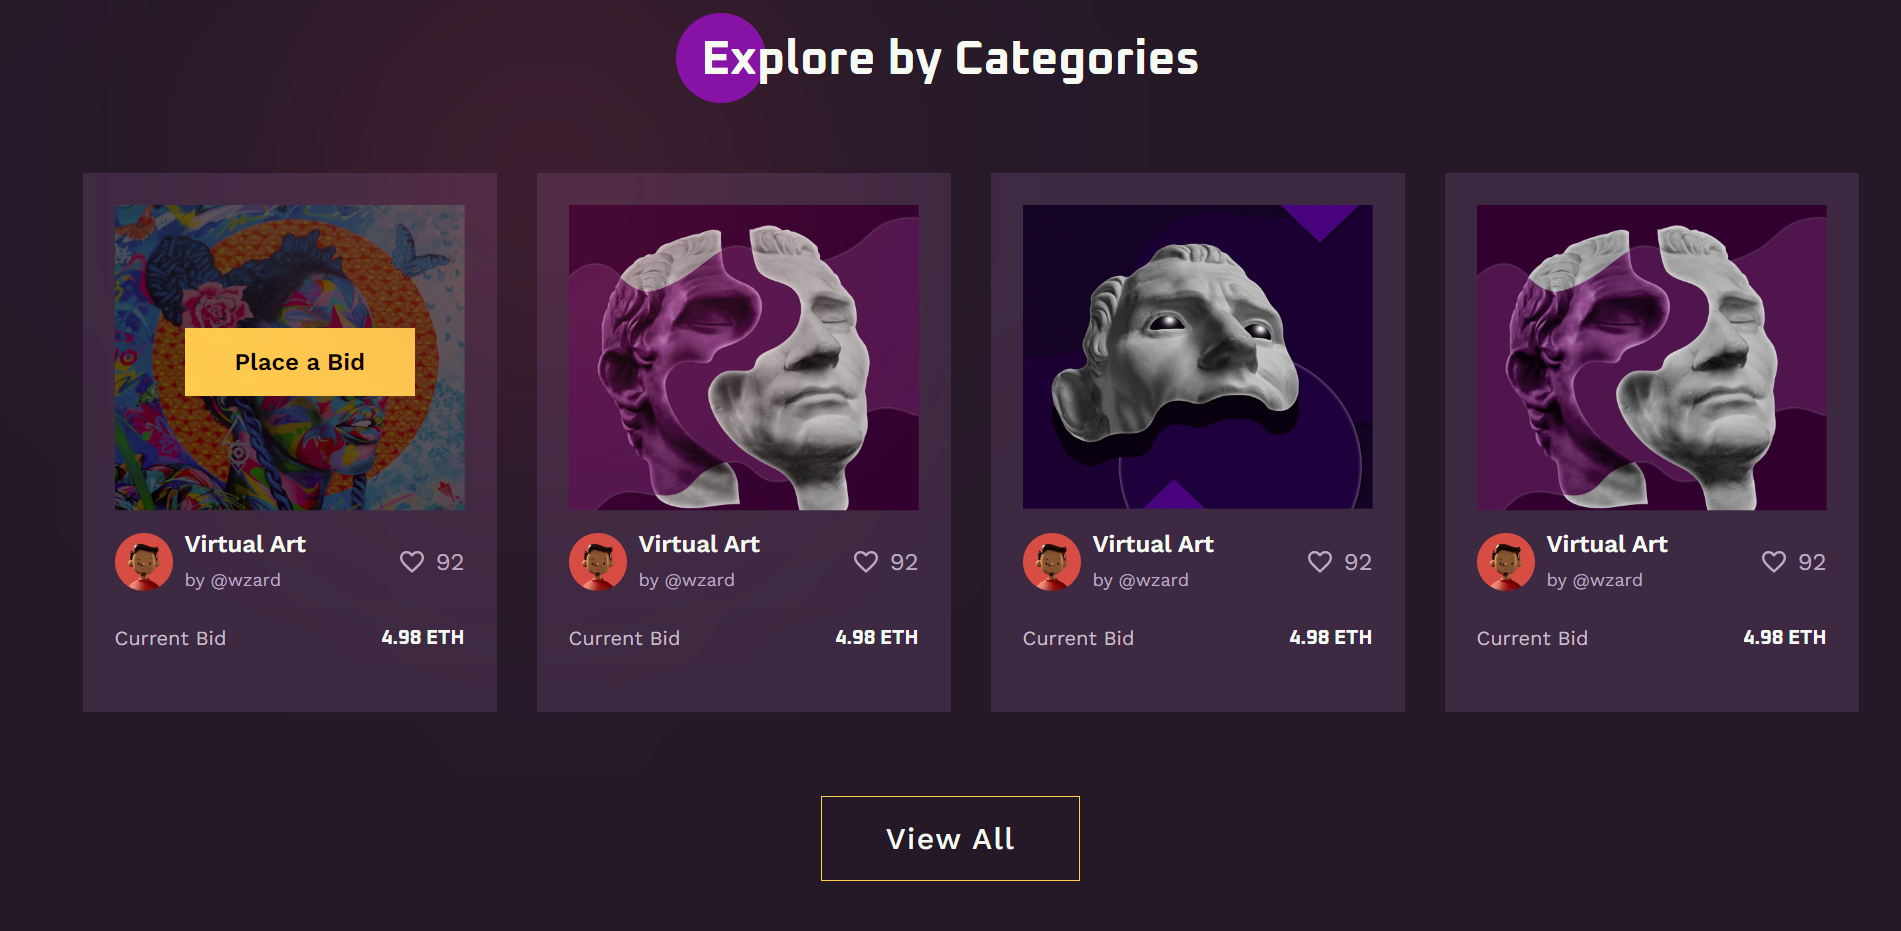 Explore by Categories
Place a Bid
Virtual Art
by @wzard
92
Current Bid
4.98 ETH
Virtual Art
by @wzard
92
Current Bid
4.98 ETH
Virtual Art
by @wzard
92
Current Bid
4.98 ETH
Virtual Art
by @wzard
92
Current Bid
4.98 ETH
View All